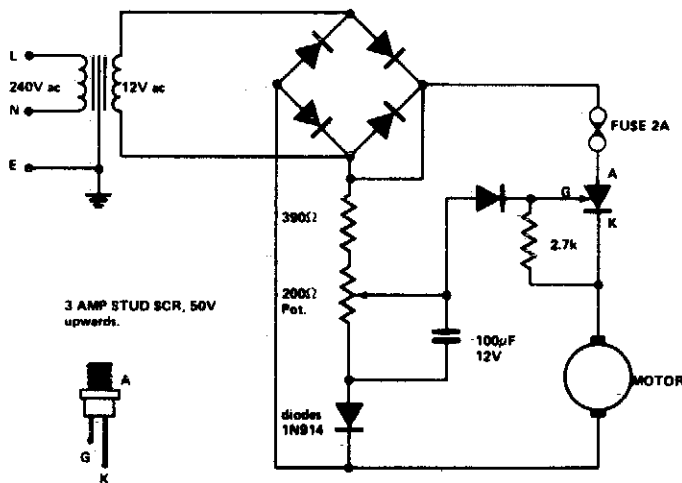 L
240V ac
12V ac
N
E
FUSE 2A
A
G
K
390Ω
2.7k
200Ω
Pot.
3 AMP STUD SCR, 50V
upwards.
100µF
12V
A
MOTOR
diodes
1N914
G
K